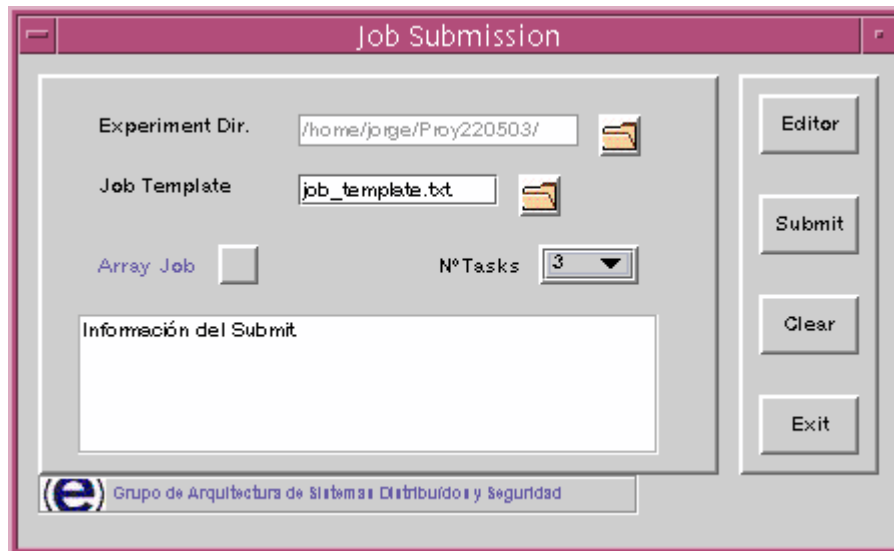 Job Submission
Experiment Dir.
/home/jorge/Proy220503/
Job Template
job_template.txt
Array Job
NºTasks
3
Información del Submit
Editor
Submit
Clear
Exit
(e) Grupo de Arquitectura de Sistemas Distribuídos y Seguridad